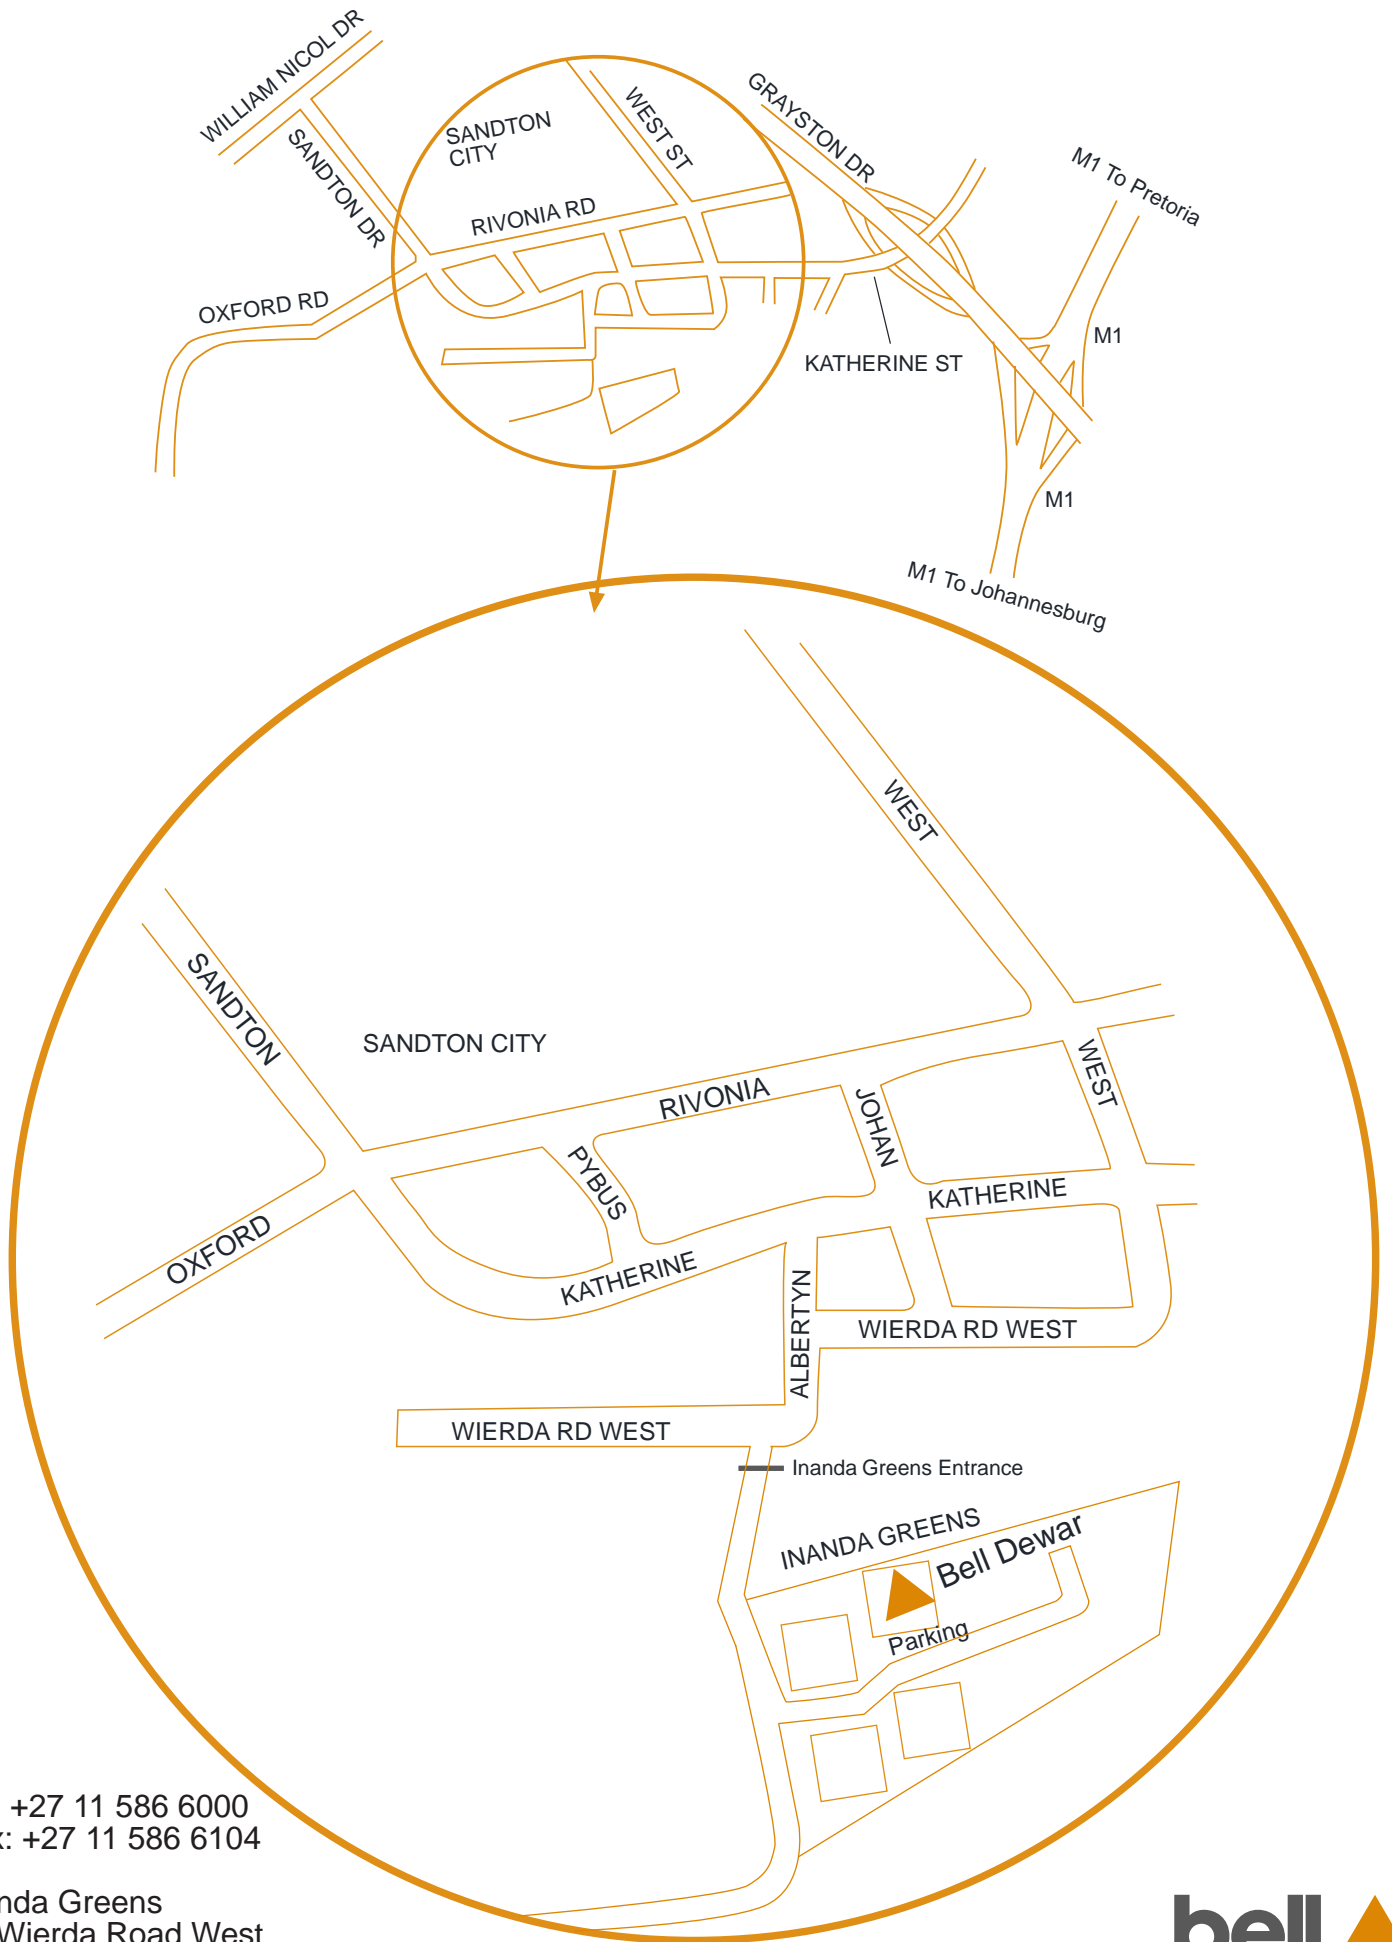 WILLIAM NICOL DR
SANDTON DR
SANDTON
CITY
WEST ST
GRAYSTON DR
M1 To Pretoria
RIVONIA RD
OXFORD RD
M1
KATHERINE ST
M1
M1 To Johannesburg
WEST
SANDTON
SANDTON CITY
WEST
RIVONIA
JOHAN
PYBUS
KATHERINE
OXFORD
KATHERINE
ALBERTYN
WIERDA RD WEST
WIERDA RD WEST
Inanda Greens Entrance
INANDA GREENS
Bell Dewar
Parking
+27 11 586 6000
: +27 11 586 6104
Greens
Wierda Road West
bell